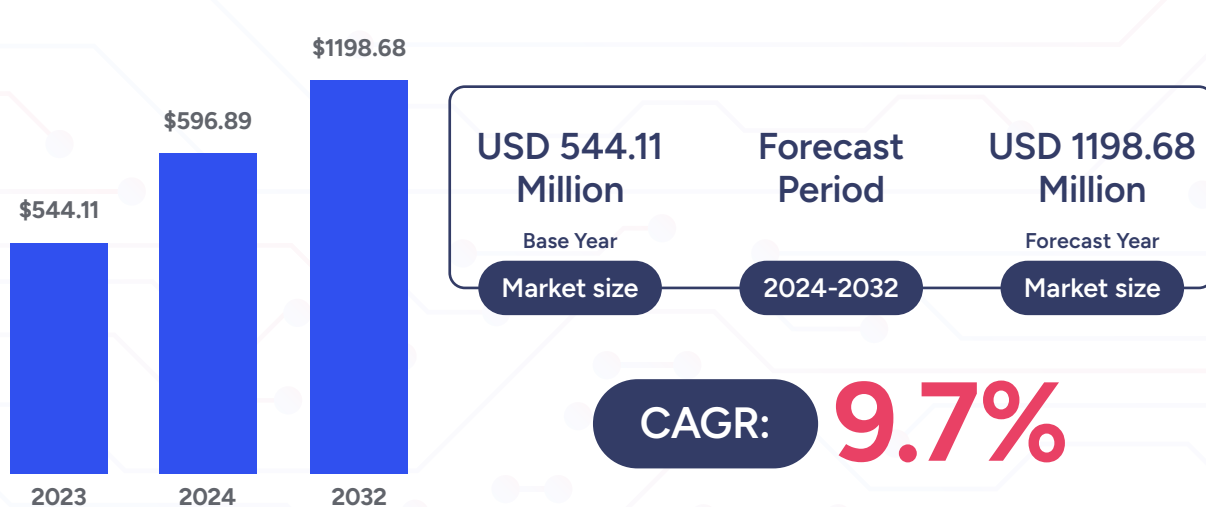 $544.11
$596.89
$1198.68
2023
2024
2032
USD 544.11
Million
Base Year
Market size
Forecast
Period
2024-2032
USD 1198.68
Million
Forecast Year
Market size
CAGR:
9.7%